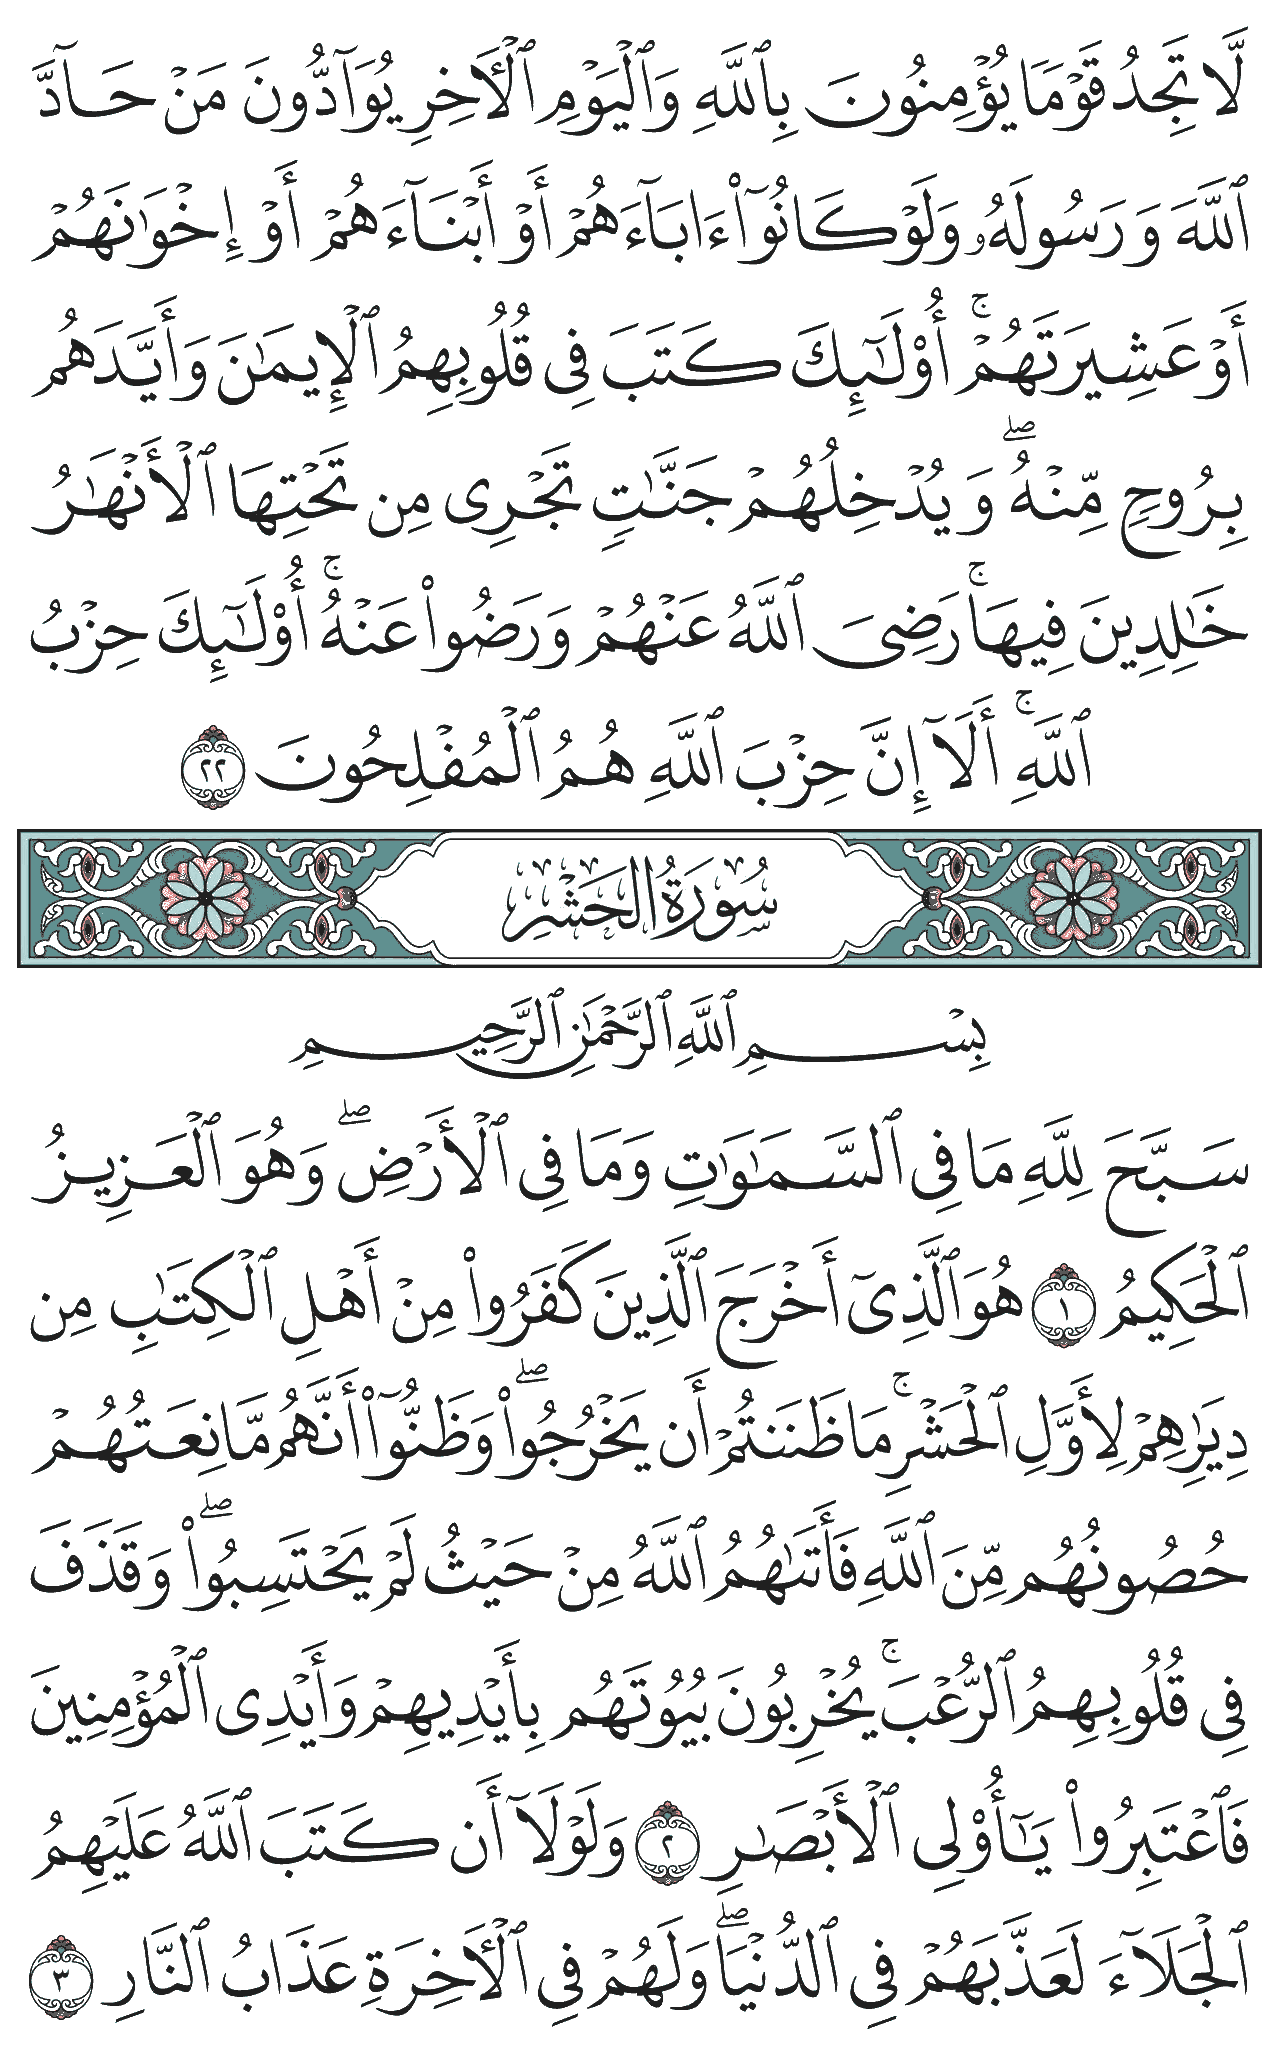 لَّا تَجِدُ قَوْمًا يُؤْمِنُونَ بِٱللَّهِ وَٱلْيَوْمِ ٱلْأٓخِرِ يُوَآدُّونَ مَنْ حَآدَّ
ٱللَّهَ وَرَسُولَهُۥ وَلَوْ كَانُوٓا۟ ءَابَآءَهُمْ أَوْ أَبْنَآءَهُمْ أَوْ إِخْوَٰنَهُمْ
أَوْ عَشِيرَتَهُمْ ۚ أُو۟لَٰٓئِكَ كَتَبَ فِى قُلُوبِهِمُ ٱلْإِيمَٰنَ وَأَيَّدَهُم
بِرُوحٍ مِّنْهُ ۖ وَيُدْخِلُهُمْ جَنَّٰتٍ تَجْرِى مِن تَحْتِهَا ٱلْأَنْهَٰرُ
خَٰلِدِينَ فِيهَا ۚ رَضِىَ ٱللَّهُ عَنْهُمْ وَرَضُوا۟ عَنْهُ ۚ أُو۟لَٰٓئِكَ حِزْبُ
ٱللَّهِ ۚ أَلَآ إِنَّ حِزْبَ ٱللَّهِ هُمُ ٱلْمُفْلِحُونَ ٢٢
سُورَةُ الحَشْرِ
بِسْمِ ٱللَّهِ ٱلرَّحْمَٰنِ ٱلرَّحِيمِ
سَبَّحَ لِلَّهِ مَا فِى ٱلسَّمَٰوَٰتِ وَمَا فِى ٱلْأَرْضِ ۖ وَهُوَ ٱلْعَزِيزُ
ٱلْحَكِيمُ ١ هُوَ ٱلَّذِىٓ أَخْرَجَ ٱلَّذِينَ كَفَرُوا۟ مِنْ أَهْلِ ٱلْكِتَٰبِ مِن
دِيَٰرِهِمْ لِأَوَّلِ ٱلْحَشْرِ ۚ مَا ظَنَنتُمْ أَن يَخْرُجُوا۟ ۖ وَظَنُّوٓا۟ أَنَّهُم مَّانِعَتُهُمْ
حُصُونُهُم مِّنَ ٱللَّهِ فَأَتَىٰهُمُ ٱللَّهُ مِنْ حَيْثُ لَمْ يَحْتَسِبُوا۟ ۖ وَقَذَفَ
فِى قُلُوبِهِمُ ٱلرُّعْبَ ۚ يُخْرِبُونَ بُيُوتَهُم بِأَيْدِيهِمْ وَأَيْدِى ٱلْمُؤْمِنِينَ
فَٱعْتَبِرُوا۟ يَٰٓأُو۟لِى ٱلْأَبْصَٰرِ ٢ وَلَوْلَآ أَن كَتَبَ ٱللَّهُ عَلَيْهِمُ
ٱلْجَلَآءَ لَعَذَّبَهُمْ فِى ٱلدُّنْيَا ۖ وَلَهُمْ فِى ٱلْأٓخِرَةِ عَذَابُ ٱلنَّارِ ٣